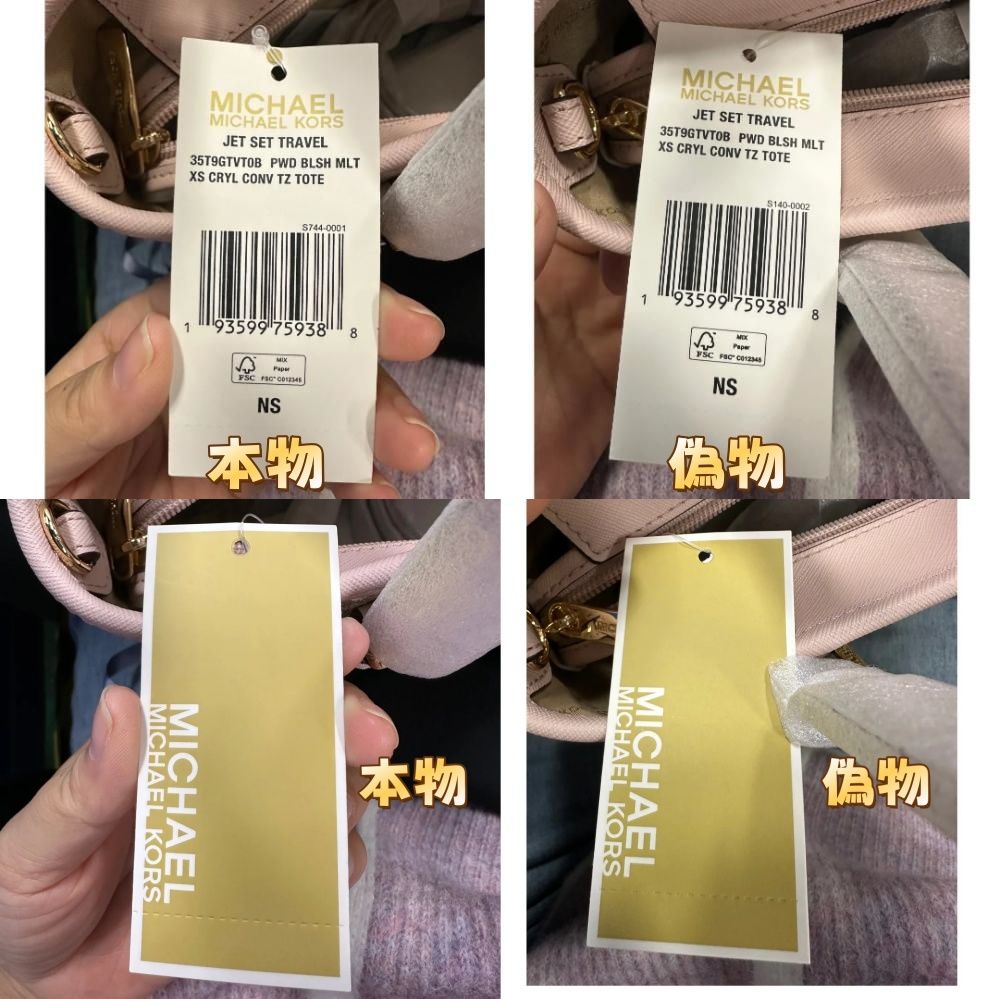 MICHAEL
MICHAEL KORS
JET SET TRAVEL
35T9GTVT0B PWD BLSH MLT
XS CRYL CONV TZ TOTE
S744-0001
1 93599 75938 8
FSC
MIX
Paper
FSC® C012345
NS
本物
MICHAEL
MICHAEL KORS
JET SET TRAVEL
35T9GTVT0B PWD BLSH MLT
XS CRYL CONV TZ TOTE
S140-0002
1 93599 75938 8
FSC
MIX
Paper
FSC® C012345
NS
偽物
MICHAEL
MICHAEL KORS
本物
MICHAEL
MICHAEL KORS
偽物